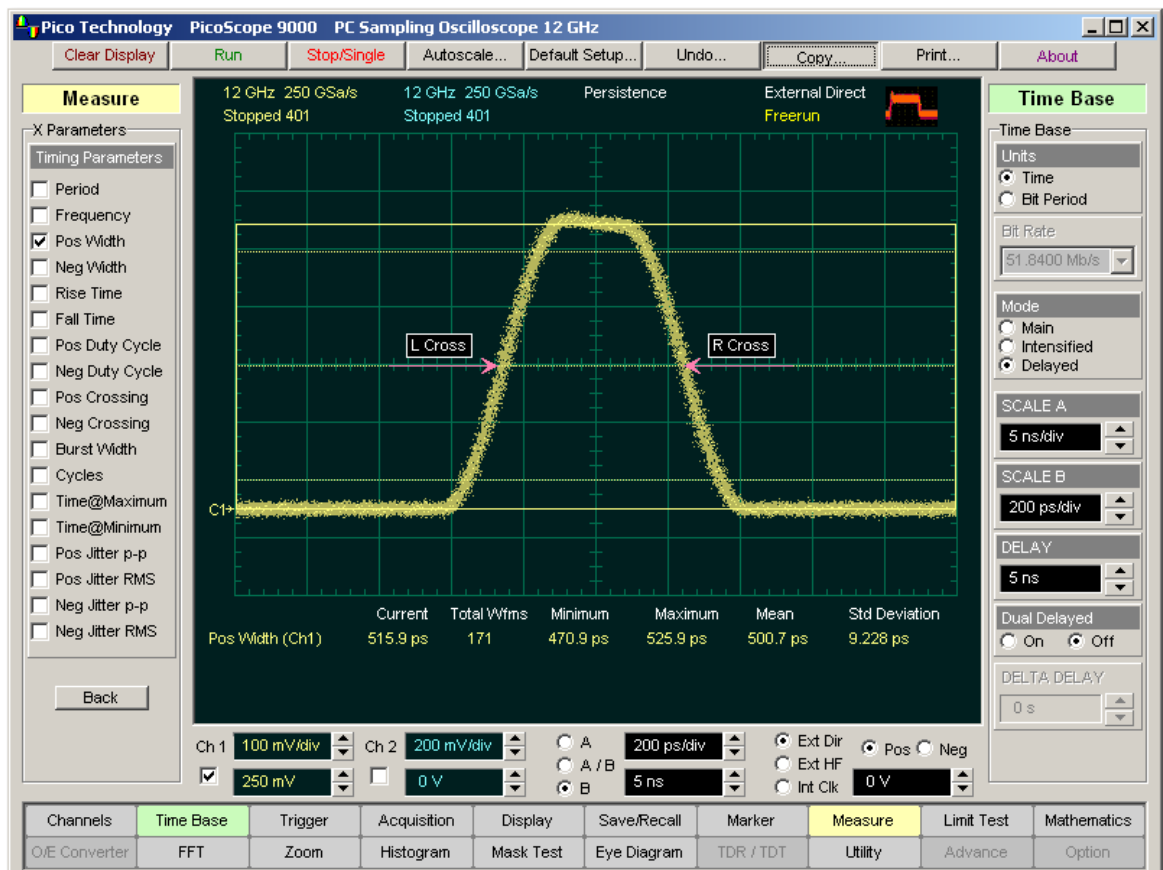 Pico Technology PicoScope 9000 PC Sampling Oscilloscope 12 GHz
Clear Display Run Stop/Single Autoscale... Default Setup... Undo... Copy... Print... About
Measure
X Parameters
Timing Parameters
Period
Frequency
Pos Width
Neg Width
Rise Time
Fall Time
Pos Duty Cycle
Neg Duty Cycle
Pos Crossing
Neg Crossing
Burst Width
Cycles
Time@Maximum
Time@Minimum
Pos Jitter p-p
Pos Jitter RMS
Neg Jitter p-p
Neg Jitter RMS
Back
12 GHz 250 GSa/s 12 GHz 250 GSa/s Persistence External Direct
Stopped 401 Stopped 401 Freerun
L Cross R Cross
C1
Current Total Wfms Minimum Maximum Mean Std Deviation
Pos Width (Ch1) 515.9 ps 171 470.9 ps 525.9 ps 500.7 ps 9.228 ps
Time Base
Time Base
Units
Time
Bit Period
Bit Rate
51.8400 Mb/s
Mode
Main
Intensified
Delayed
SCALE A
5 ns/div
SCALE B
200 ps/div
DELAY
5 ns
Dual Delayed
On Off
DELTA DELAY
0 s
Ch 1 100 mV/div Ch 2 200 mV/div A 200 ps/div Ext Dir Pos Neg
A / B Ext HF
250 mV 0 V B 5 ns Int Clk 0 V
Channels Time Base Trigger Acquisition Display Save/Recall Marker Measure Limit Test Mathematics
O/E Converter FFT Zoom Histogram Mask Test Eye Diagram TDR / TDT Utility Advance Option